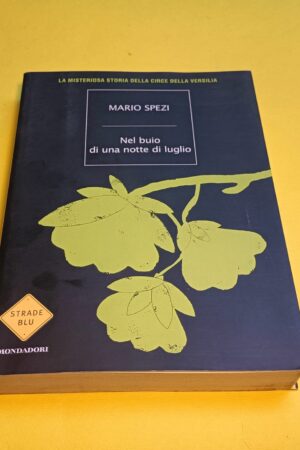 LA MISTERIOSA STORIA DELLA CIRCE DELLA VERSILIA
MARIO SPEZI
Nel buio
di una notte di luglio
STRADE
BLU
MONDADORI